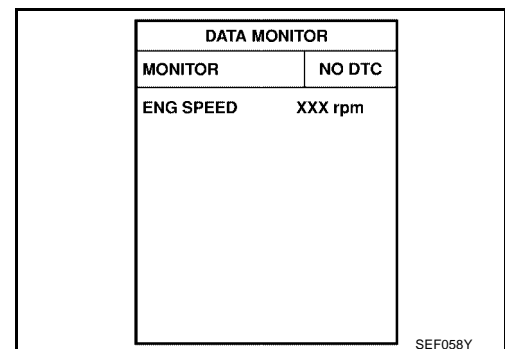 DATA MONITOR
MONITOR NO DTC
ENG SPEED XXX rpm
SEF058Y